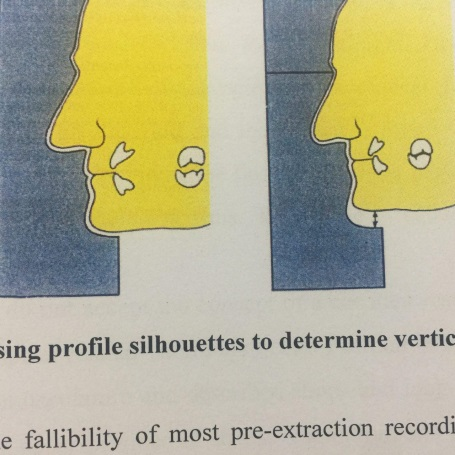 sing profile silhouettes to determine vertic
e fallibility of most pre-extraction recordi